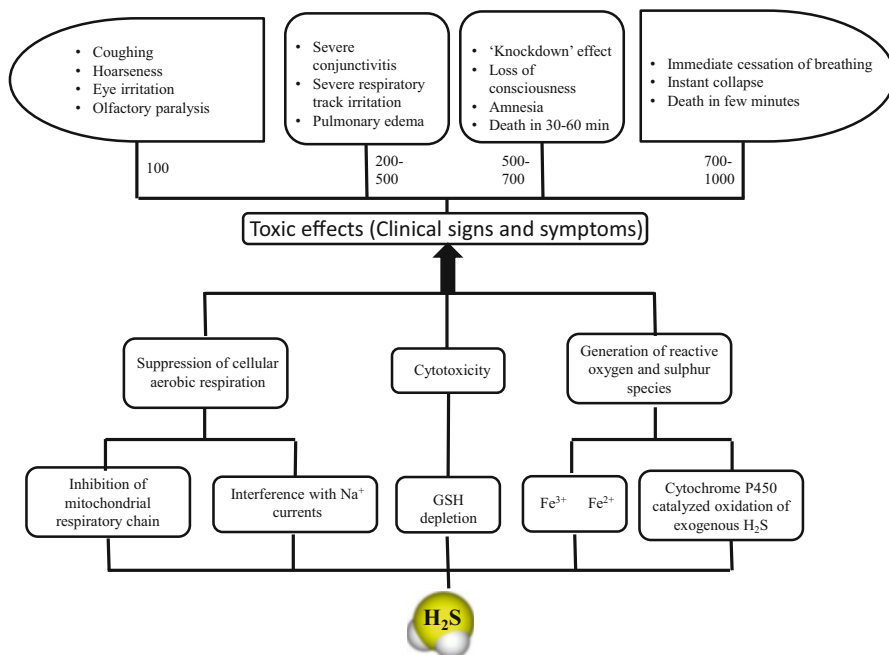 • Coughing
• Hoarseness
• Eye irritation
• Olfactory paralysis
• Severe
conjunctivitis
• Severe respiratory
track irritation
• Pulmonary edema
• ‘Knockdown’ effect
• Loss of
consciousness
• Amnesia
• Death in 30-60 min
• Immediate cessation of breathing
• Instant collapse
• Death in few minutes
100
200-
500
500-
700
700-
1000
Toxic effects (Clinical signs and symptoms)
Suppression of cellular
aerobic respiration
Cytotoxicity
Generation of reactive
oxygen and sulphur
species
Inhibition of
mitochondrial
respiratory chain
Interference with Na⁺
currents
GSH
depletion
Fe³⁺ Fe²⁺
Cytochrome P450
catalyzed oxidation of
exogenous H₂S
H₂S